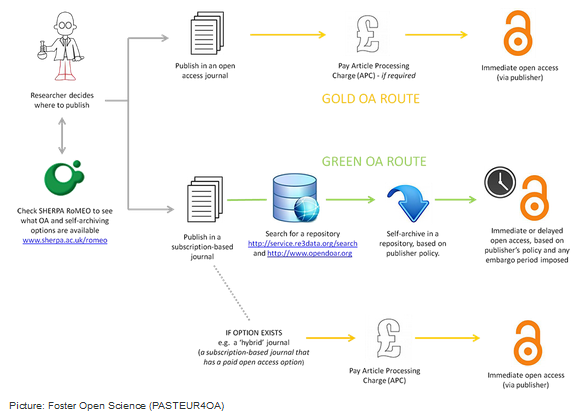 Researcher decides
where to publish
Check SHERPA RoMEO to see
what OA and self-archiving
options are available
www.sherpa.ac.uk/romeo
Publish in an open
access journal
£
Pay Article Processing
Charge (APC) - if required
Immediate open access
(via publisher)
GOLD OA ROUTE
GREEN OA ROUTE
Publish in a
subscription-based
journal
Search for a repository
http://service.re3data.org/search
and http://www.opendoar.org
Self-archive in a
repository, based on
publisher policy.
Immediate or delayed
open access, based on
publisher's policy and any
embargo period imposed
IF OPTION EXISTS
e.g. a 'hybrid' journal
(a subscription-based journal that
has a paid open access option)
£
Pay Article Processing
Charge (APC)
Immediate open access
(via publisher)
Picture: Foster Open Science (PASTEUR4OA)